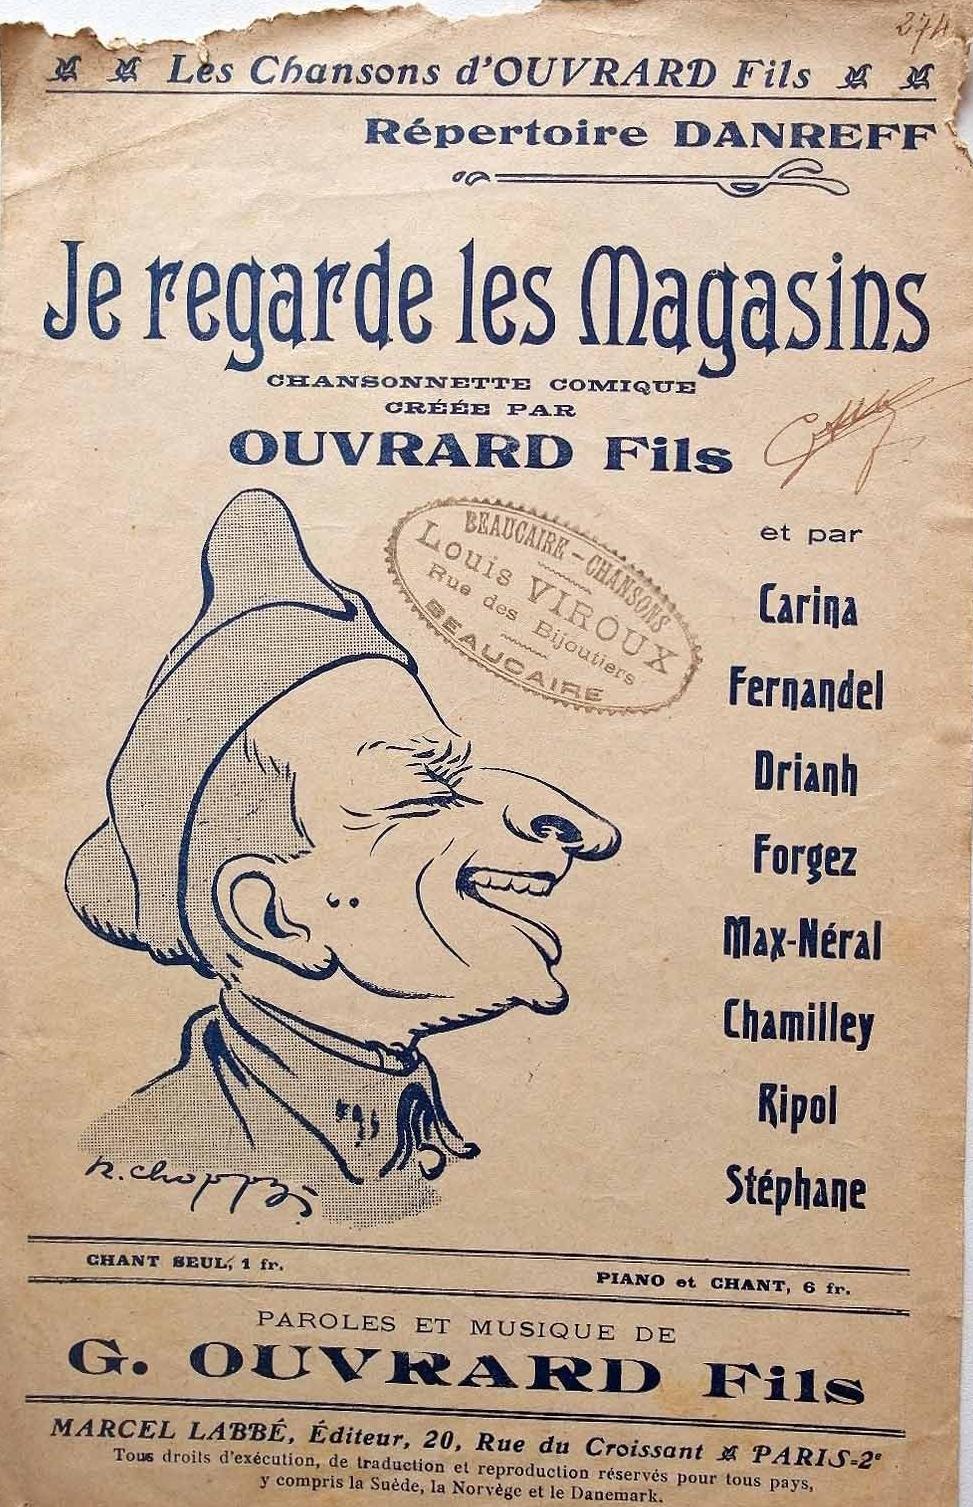 274
Les Chansons d'OUVRARD Fils
Répertoire DANREFF
Je regarde les Magasins
CHANSONNETTE COMIQUE
CRÉÉE PAR
OUVRARD Fils
BEAUCAIRE - CHANSONS
Louis VIROUX
Rue des Bijoutiers
BEAUCAIRE
et par
Carina
Fernandel
Drianh
Forgez
Max-Néral
Chamilley
Ripol
Stéphane
CHANT SEUL, 1 fr.
PIANO et CHANT, 6 fr.
PAROLES ET MUSIQUE DE
G. OUVRARD Fils
MARCEL LABBÉ, Éditeur, 20, Rue du Croissant PARIS-2e
Tous droits d'exécution, de traduction et reproduction réservés pour tous pays,
y compris la Suède, la Norvège et le Danemark.